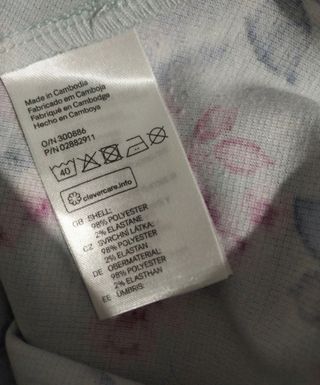 Made in Cambodia
Fabricado em Camboja
Fabriqué en Cambodge
Hecho en Camboya
O/N 300886
P/N 02882911
40
clevercare.info
GB SHELL:
98% POLYESTER
2% ELASTANE
CZ SVRCHNÍ LÁTKA:
98% POLYESTER
2% ELASTAN
DE OBERMATERIAL:
98% POLYESTER
2% ELASTHAN
EE ÜMBRIS: